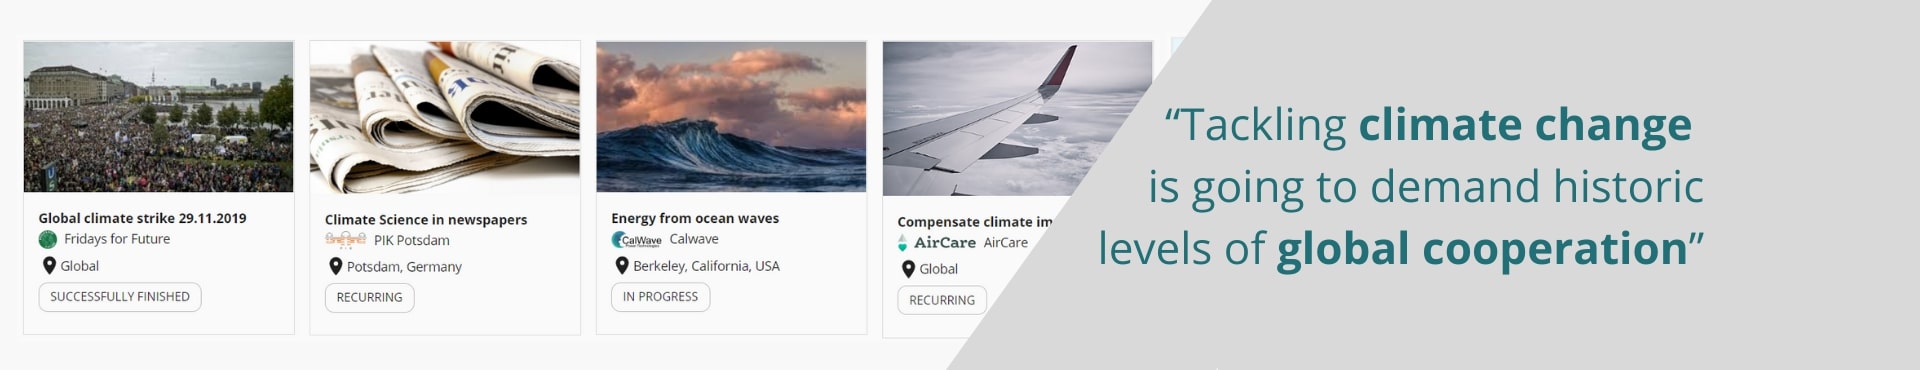 Global climate strike 29.11.2019
Fridays for Future
Global
SUCCESSFULLY FINISHED
Climate Science in newspapers
PIK Potsdam
Potsdam, Germany
RECURRING
Energy from ocean waves
CalWave Calwave
Berkeley, California, USA
IN PROGRESS
Compensate climate im
AirCare AirCare
Global
RECURRING
“Tackling climate change
is going to demand historic
levels of global cooperation”